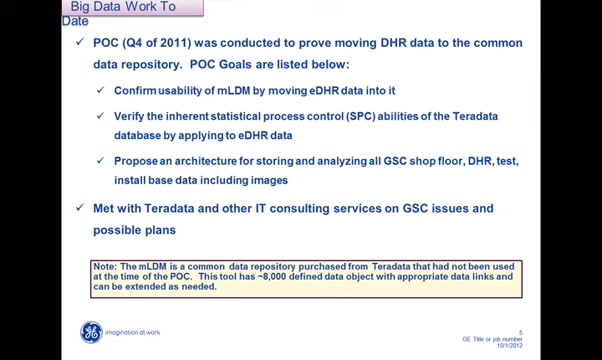 Big Data Work To
Date
POC (Q4 of 2011) was conducted to prove moving DHR data to the common
data repository. POC Goals are listed below:
Confirm usability of mLDM by moving eDHR data into it
Verify the inherent statistical process control (SPC) abilities of the Teradata
database by applying to eDHR data
Propose an architecture for storing and analyzing all GSC shop floor, DHR, test,
install base data including images
Met with Teradata and other IT consulting services on GSC issues and
possible plans
Note: The mLDM is a common data repository purchased from Teradata that had not been used
at the time of the POC. This tool has ~8,000 defined data object with appropriate data links and
can be extended as needed.
imagination at work
5
GE Title or job number
10/1/2012